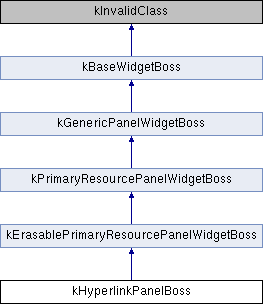 kInvalidClass
kBaseWidgetBoss
kGenericPanelWidgetBoss
kPrimaryResourcePanelWidgetBoss
kErasablePrimaryResourcePanelWidgetBoss
kHyperlinkPanelBoss